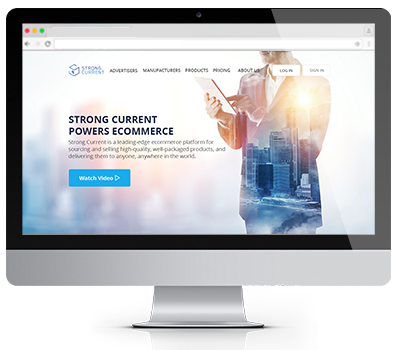 STRONG
CURRENT
ADVERTISERS MANUFACTURERS PRODUCTS PRICING ABOUT US LOG IN SIGN IN
STRONG CURRENT
POWERS ECOMMERCE
Strong Current is a leading-edge ecommerce platform for
sourcing and selling high-quality, well-packaged products, and
delivering them to anyone, anywhere in the world.
Watch Video